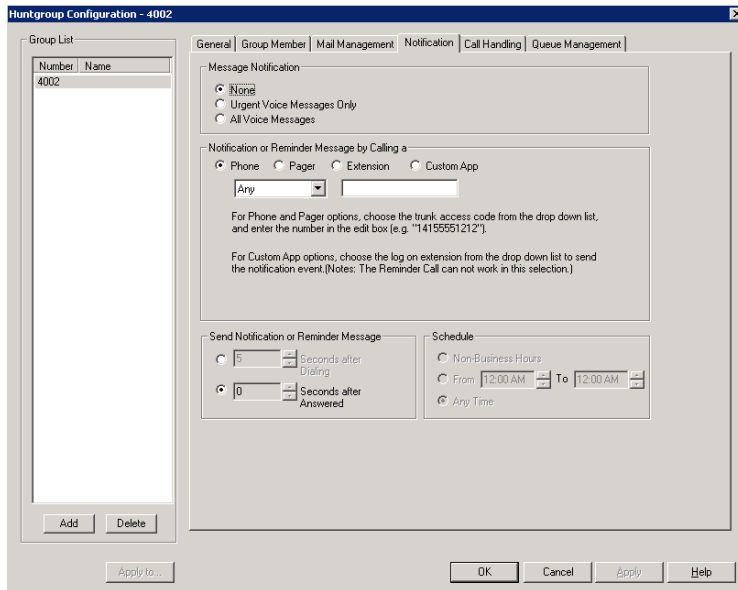 Huntgroup Configuration - 4002
Group List
Number Name
4002
Add Delete
Apply to...
General Group Member Mail Management Notification Call Handling Queue Management
Message Notification
None
Urgent Voice Messages Only
All Voice Messages
Notification or Reminder Message by Calling a
Phone Pager Extension Custom App
Any
For Phone and Pager options, choose the trunk access code from the drop down list,
and enter the number in the edit box (e.g. "14155551212").
For Custom App options, choose the log on extension from the drop down list to send
the notification event.(Notes: The Reminder Call can not work in this selection.)
Send Notification or Reminder Message
5 Seconds after
Dialing
0 Seconds after
Answered
Schedule
Non-Business Hours
From 12:00 AM To 12:00 AM
Any Time
OK Cancel Apply Help